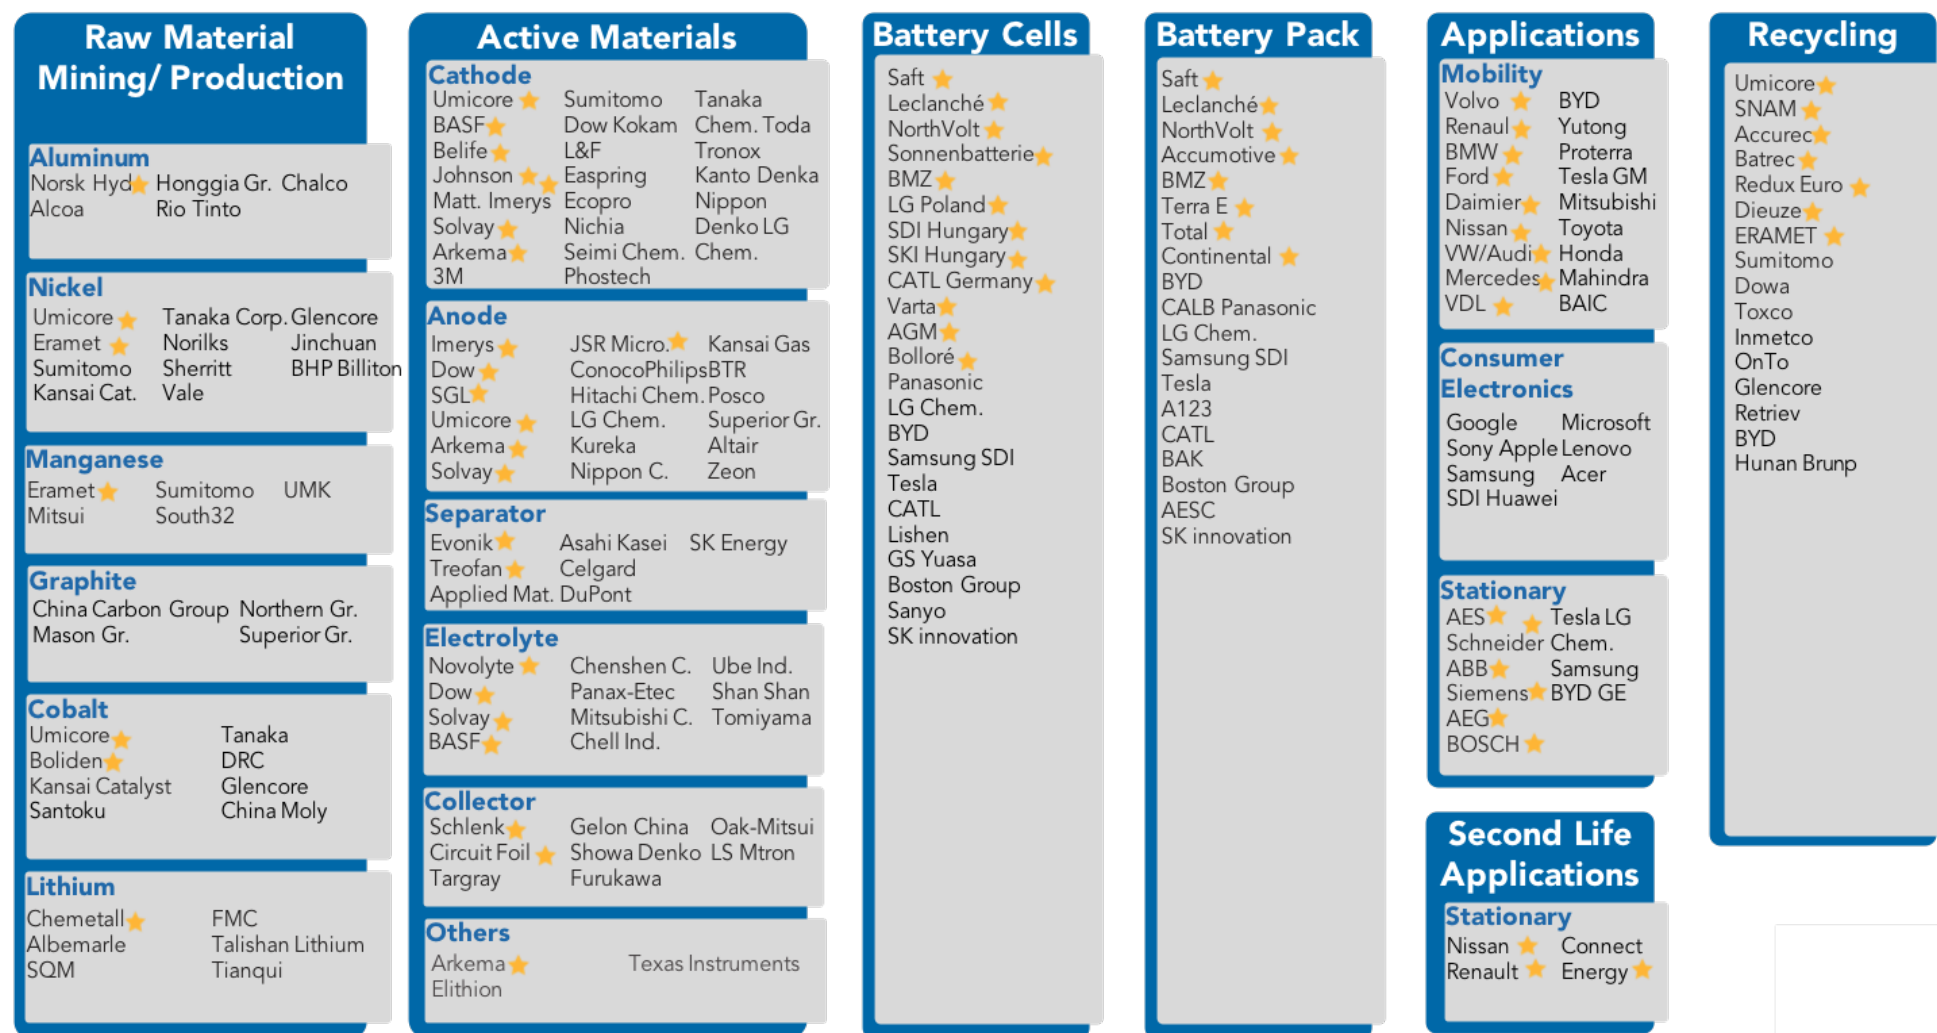 Raw Material
Mining/ Production
Aluminum
Norsk Hyd Honggia Gr. Chalco
Alcoa Rio Tinto
Nickel
Umicore Tanaka Corp. Glencore
Eramet Norilks Jinchuan
Sumitomo Sherritt BHP Billiton
Kansai Cat. Vale
Manganese
Eramet Sumitomo UMK
Mitsui South32
Graphite
China Carbon Group Northern Gr.
Mason Gr. Superior Gr.
Cobalt
Umicore Tanaka
Boliden DRC
Kansai Catalyst Glencore
Santoku China Moly
Lithium
Chemetall FMC
Albemarle Talishan Lithium
SQM Tianqui
Active Materials
Cathode
Umicore Sumitomo Tanaka
BASF Dow Kokam Chem. Toda
Belife L&F Tronox
Johnson Easpring Kanto Denka
Matt. Imerys Ecopro Nippon
Solvay Nichia Denko LG
Arkema Seimi Chem. Chem.
3M Phostech
Anode
Imerys JSR Micro. Kansai Gas
Dow ConocoPhilips BTR
SGL Hitachi Chem. Posco
Umicore LG Chem. Superior Gr.
Arkema Kureka Altair
Solvay Nippon C. Zeon
Separator
Evonik Asahi Kasei SK Energy
Treofan Celgard
Applied Mat. DuPont
Electrolyte
Novolyte Chenshen C. Ube Ind.
Dow Panax-Etec Shan Shan
Solvay Mitsubishi C. Tomiyama
BASF Chell Ind.
Collector
Schlenk Gelon China Oak-Mitsui
Circuit Foil Showa Denko LS Mtron
Targray Furukawa
Others
Arkema Texas Instruments
Elithion
Battery Cells
Saft
Leclanché
NorthVolt
Sonnenbatterie
BMZ
LG Poland
SDI Hungary
SKI Hungary
CATL Germany
Varta
AGM
Bolloré
Panasonic
LG Chem.
BYD
Samsung SDI
Tesla
CATL
Lishen
GS Yuasa
Boston Group
Sanyo
SK innovation
Battery Pack
Saft
Leclanché
NorthVolt
Accumotive
BMZ
Terra E
Total
Continental
BYD
CALB Panasonic
LG Chem.
Samsung SDI
Tesla
A123
CATL
BAK
Boston Group
AESC
SK innovation
Applications
Mobility
Volvo BYD
Renaul Yutong
BMW Proterra
Ford Tesla GM
Daimier Mitsubishi
Nissan Toyota
VW/Audi Honda
Mercedes Mahindra
VDL BAIC
Consumer
Electronics
Google Microsoft
Sony Apple Lenovo
Samsung Acer
SDI Huawei
Stationary
AES Tesla LG
Schneider Chem.
ABB Samsung
Siemens BYD GE
AEG
BOSCH
Second Life
Applications
Stationary
Nissan Connect
Renault Energy
Recycling
Umicore
SNAM
Accurec
Batrec
Redux Euro
Dieuze
ERAMET
Sumitomo
Dowa
Toxco
Inmetco
OnTo
Glencore
Retriev
BYD
Hunan Brunp